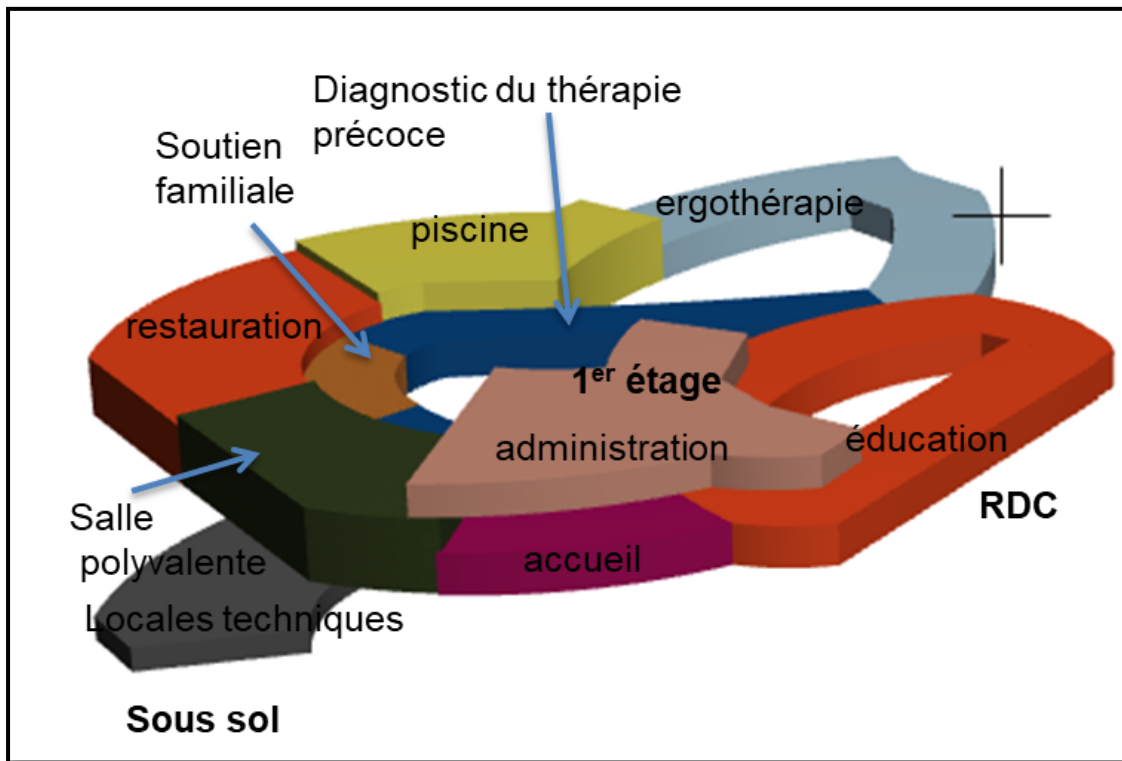 Diagnostic du thérapie
précoce
Soutien
familiale
piscine
ergothérapie
restauration
1er étage
administration
éducation
RDC
Salle
polyvalente
accueil
Locales techniques
Sous sol